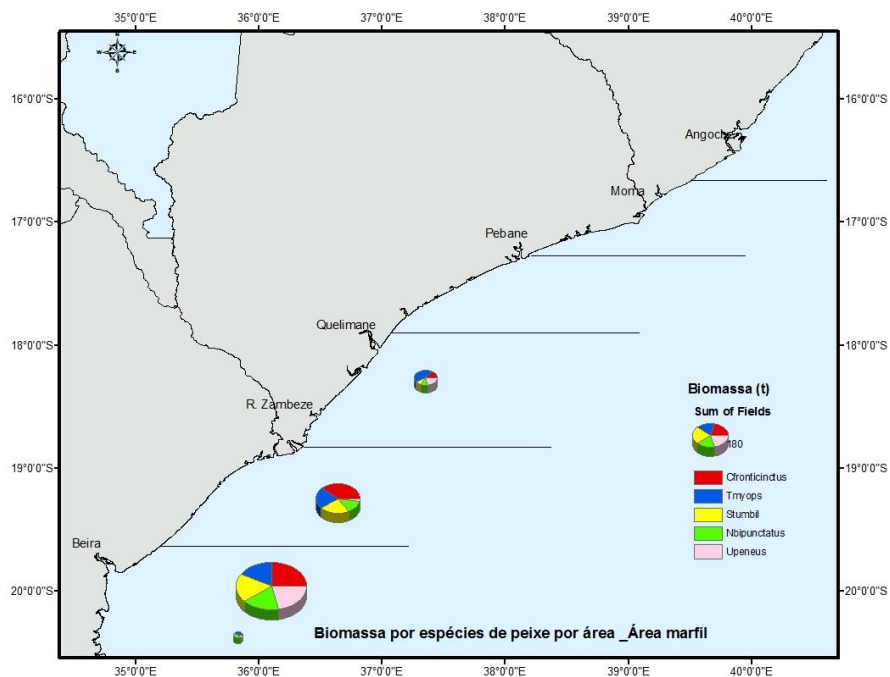 35°0'0"E 36°0'0"E 37°0'0"E 38°0'0"E 39°0'0"E 40°0'0"E
N
W E
S
16°0'0"S 16°0'0"S
Angoche
Moma
17°0'0"S 17°0'0"S
Pebane
Quelimane
18°0'0"S 18°0'0"S
Biomassa (t)
Sum of Fields
R. Zambeze
180
19°0'0"S 19°0'0"S
Cfronticinctus
Tmyops
Stumbil
Nbipunctatus
Upeneus
Beira
20°0'0"S 20°0'0"S
Biomassa por espécies de peixe por área _Área marfil
35°0'0"E 36°0'0"E 37°0'0"E 38°0'0"E 39°0'0"E 40°0'0"E